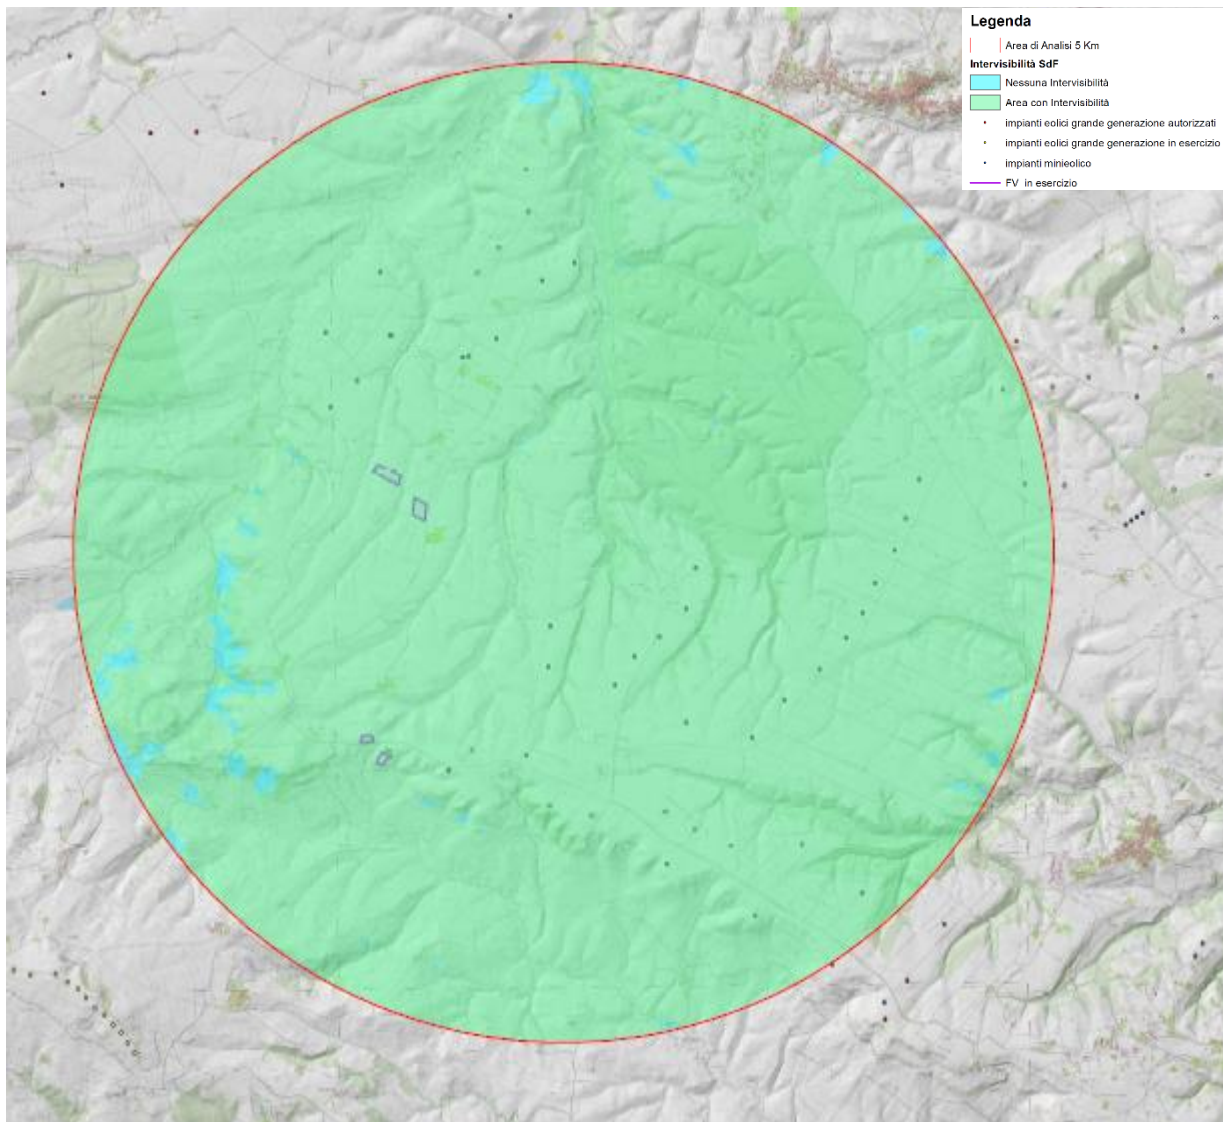 Legenda
Area di Analisi 5 Km
Intervisibilità SdF
Nessuna Intervisibilità
Area con Intervisibilità
impianti eolici grande generazione autorizzati
impianti eolici grande generazione in esercizio
impianti minieolico
FV in esercizio